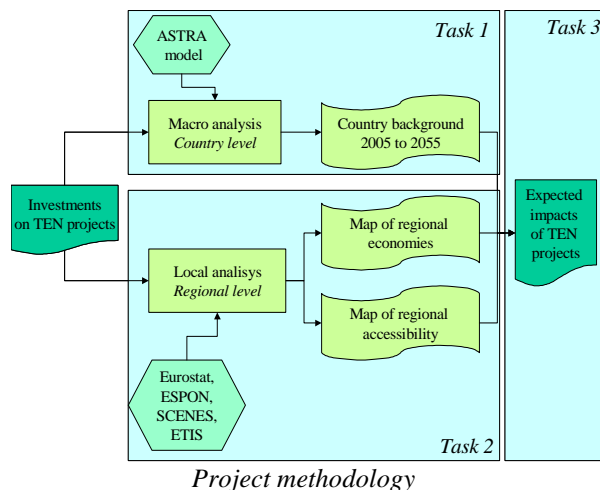 Task 1
Task 3
ASTRA
model
Macro analysis
Country level
Country background
2005 to 2055
Investments
on TEN projects
Expected
impacts
of TEN
projects
Map of regional
economies
Local analisys
Regional level
Map of regional
accessibility
Eurostat,
ESPON,
SCENES,
ETIS
Task 2
Project methodology